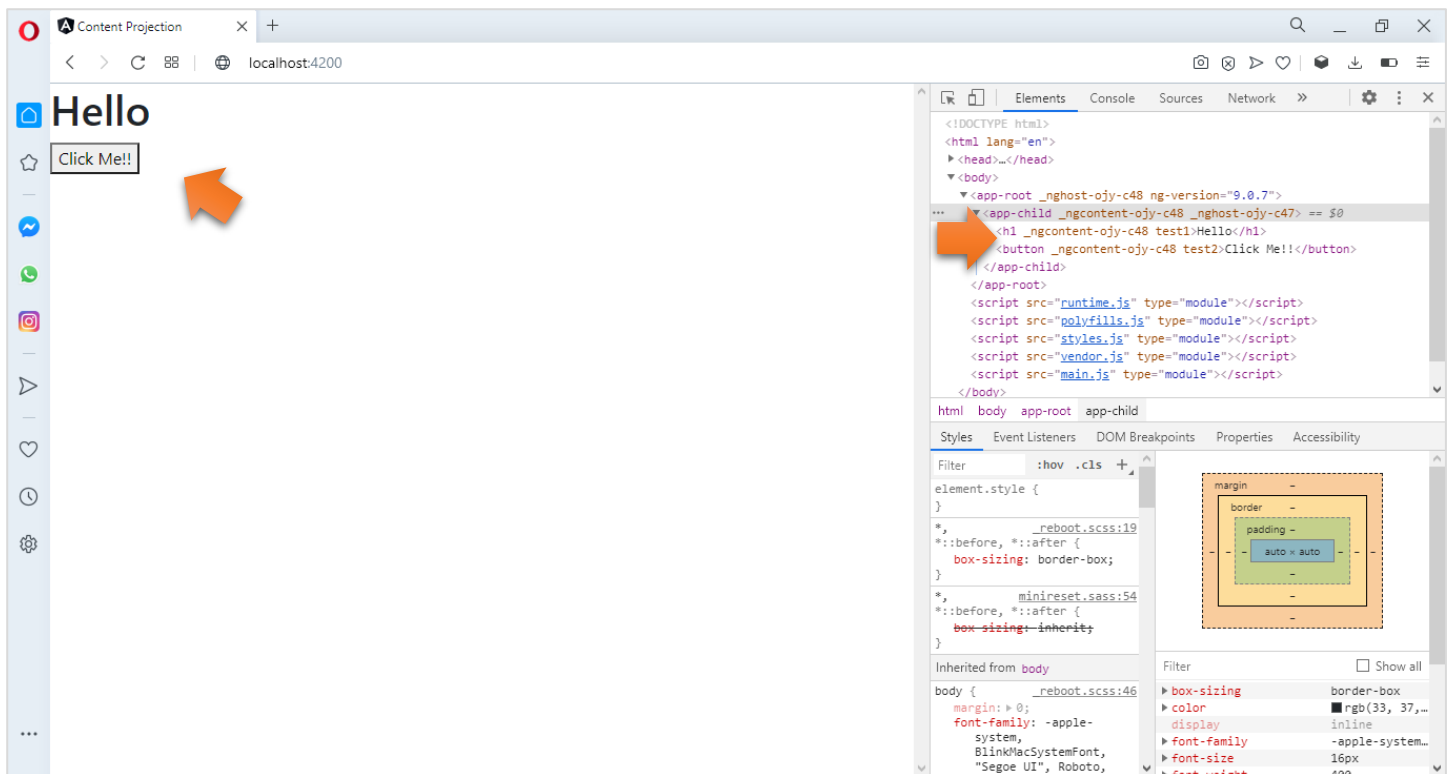 Content Projection
localhost:4200
Hello
Click Me!!
Elements Console Sources Network »
<!DOCTYPE html>
<html lang="en">
▶<head>…</head>
▼<body>
▼<app-root _nghost-ojy-c48 ng-version="9.0.7">
… ▼<app-child _ngcontent-ojy-c48 _nghost-ojy-c47> == $0
<h1 _ngcontent-ojy-c48 test1>Hello</h1>
<button _ngcontent-ojy-c48 test2>Click Me!!</button>
</app-child>
</app-root>
<script src="runtime.js" type="module"></script>
<script src="polyfills.js" type="module"></script>
<script src="styles.js" type="module"></script>
<script src="vendor.js" type="module"></script>
<script src="main.js" type="module"></script>
</body>
html body app-root app-child
Styles Event Listeners DOM Breakpoints Properties Accessibility
Filter :hov .cls +
element.style {
}
*, _reboot.scss:19
*::before, *::after {
box-sizing: border-box;
}
*, minireset.sass:54
*::before, *::after {
box-sizing: inherit;
}
Inherited from body
body { _reboot.scss:46
margin: ▶ 0;
font-family: -apple-
system,
BlinkMacSystemFont,
"Segoe UI", Roboto,
margin –
border –
padding –
– – – auto × auto – – –
–
–
–
Filter Show all
▶box-sizing border-box
▶color rgb(33, 37,…
display inline
▶font-family -apple-system…
▶font-size 16px